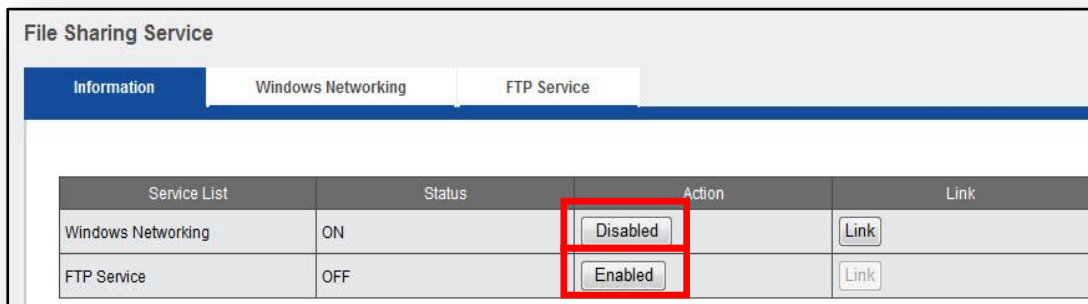 File Sharing Service
Information Windows Networking FTP Service
Service List Status Action Link
Windows Networking ON Disabled Link
FTP Service OFF Enabled Link